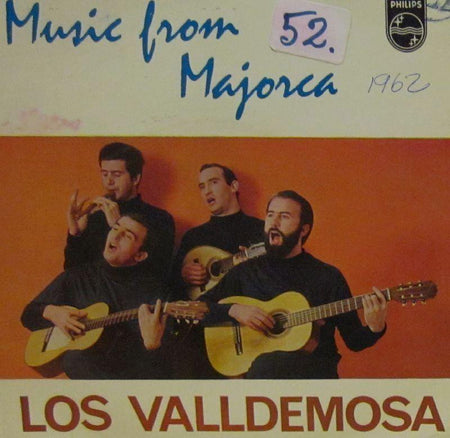 Music from
52.
PHILIPS
Majorca
1962
LOS VALLDEMOSA